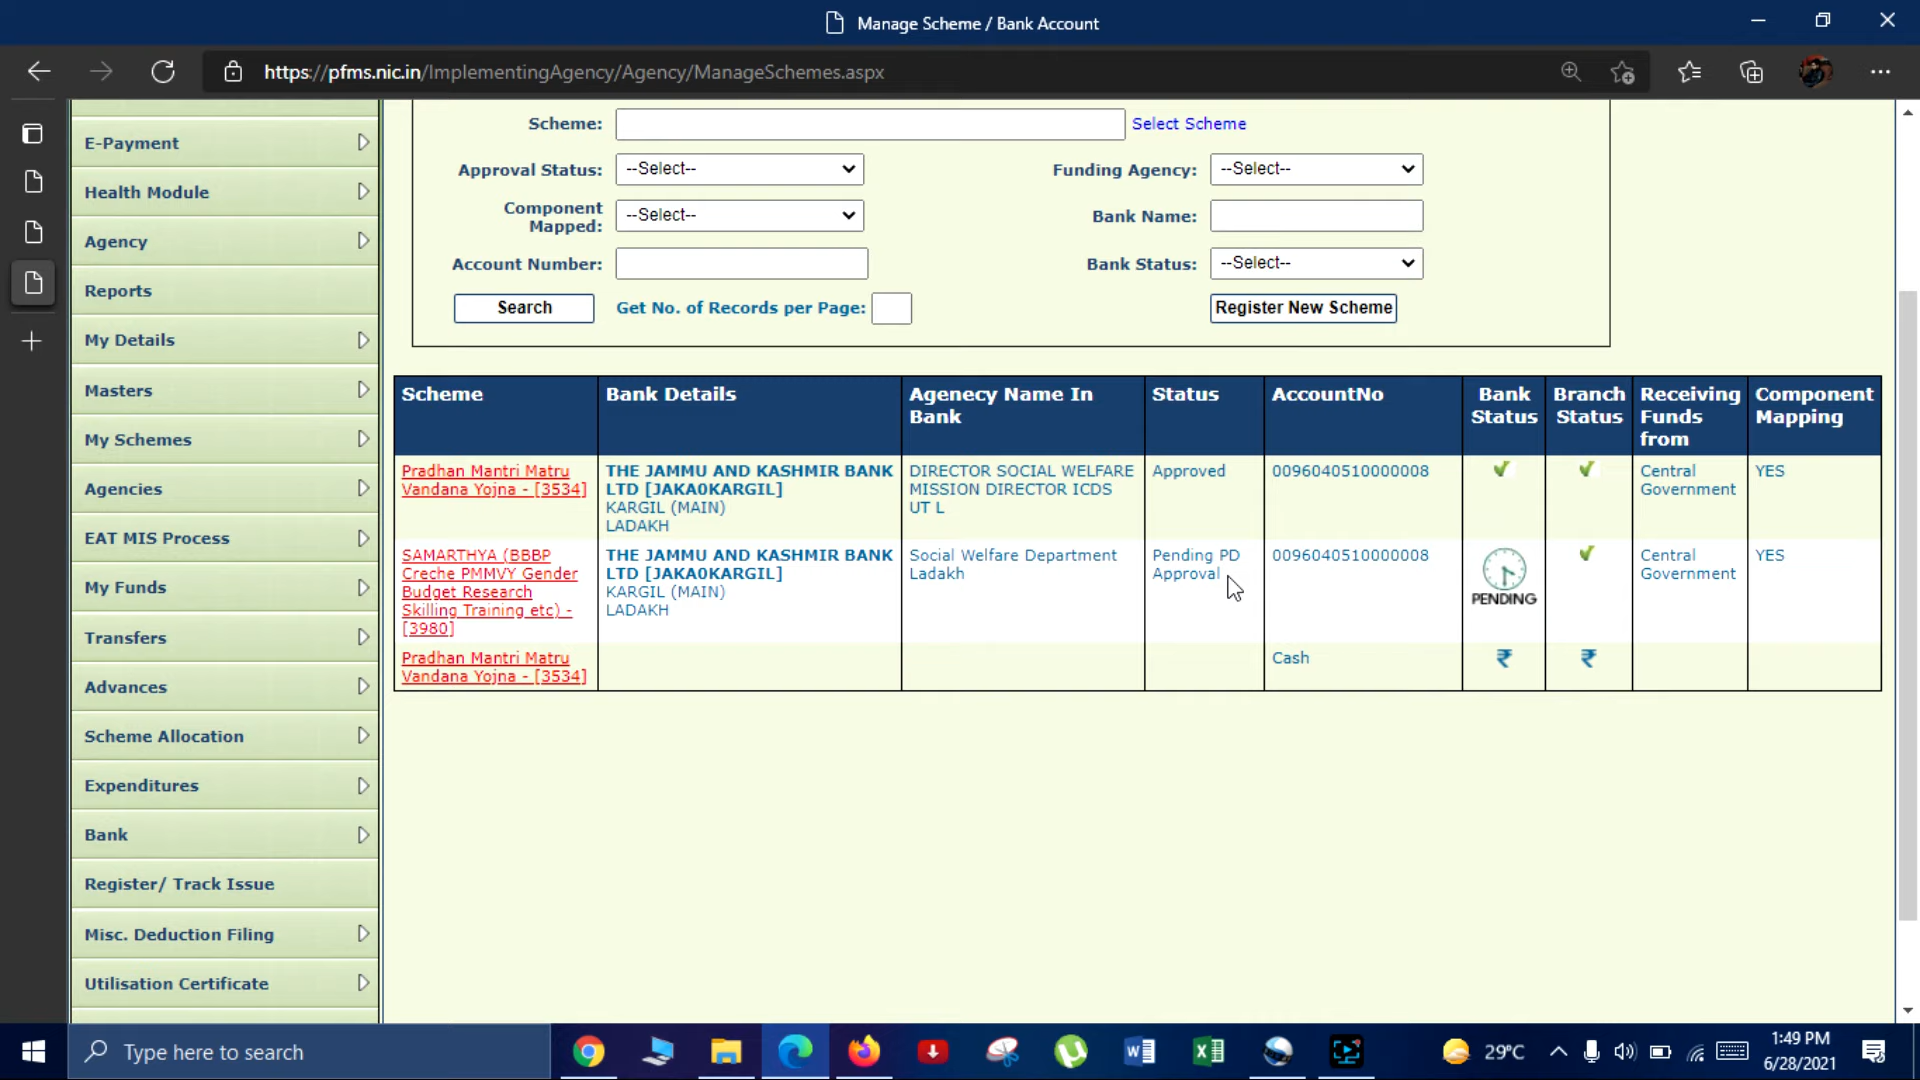 Manage Scheme / Bank Account
https://pfms.nic.in/ImplementingAgency/Agency/ManageSchemes.aspx
E-Payment
Health Module
Agency
Reports
My Details
Masters
My Schemes
Agencies
EAT MIS Process
My Funds
Transfers
Advances
Scheme Allocation
Expenditures
Bank
Register/ Track Issue
Misc. Deduction Filing
Utilisation Certificate
Scheme: Select Scheme
Approval Status: --Select-- Funding Agency: --Select--
Component
Mapped: --Select-- Bank Name:
Account Number: Bank Status: --Select--
Search Get No. of Records per Page: Register New Scheme
Scheme
Bank Details
Agenecy Name In
Bank
Status
AccountNo
Bank
Status
Branch
Status
Receiving
Funds
from
Component
Mapping
Pradhan Mantri Matru
Vandana Yojna - [3534]
THE JAMMU AND KASHMIR BANK
LTD [JAKA0KARGIL]
KARGIL (MAIN)
LADAKH
DIRECTOR SOCIAL WELFARE
MISSION DIRECTOR ICDS
UT L
Approved
0096040510000008
Central
Government
YES
SAMARTHYA (BBBP
Creche PMMVY Gender
Budget Research
Skilling Training etc) -
[3980]
THE JAMMU AND KASHMIR BANK
LTD [JAKA0KARGIL]
KARGIL (MAIN)
LADAKH
Social Welfare Department
Ladakh
Pending PD
Approval
0096040510000008
PENDING
Central
Government
YES
Pradhan Mantri Matru
Vandana Yojna - [3534]
Cash
₹ ₹
Type here to search
29°C
1:49 PM
6/28/2021